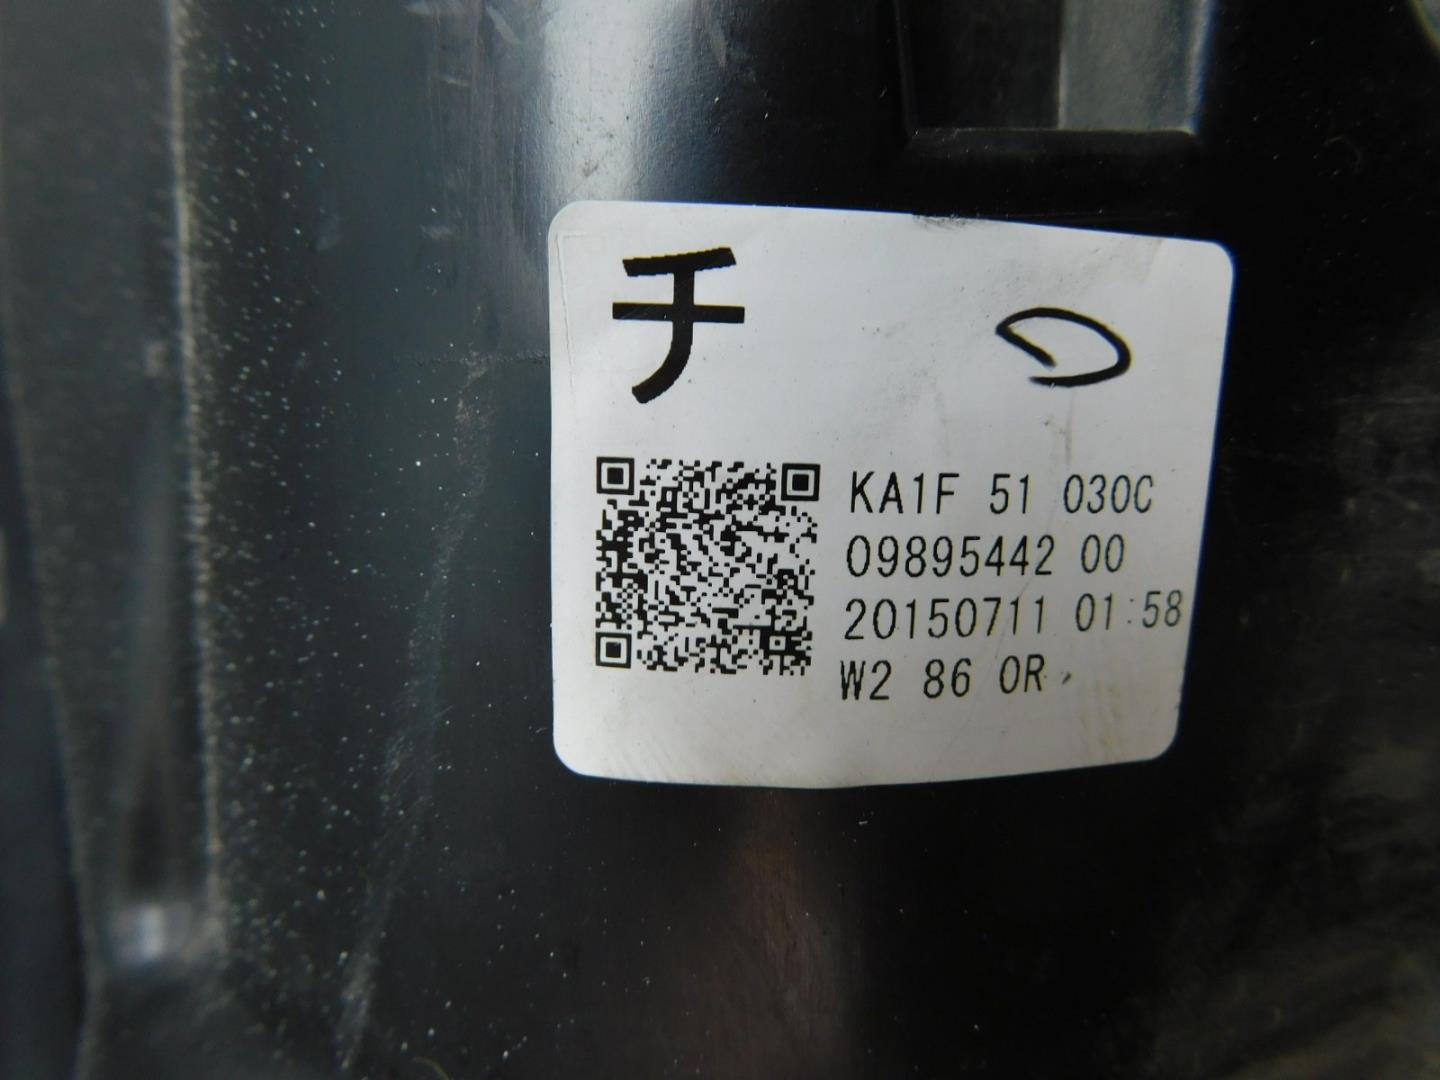 チ
KA1F 51 030C
09895442 00
20150711 01:58
W2 86 0R